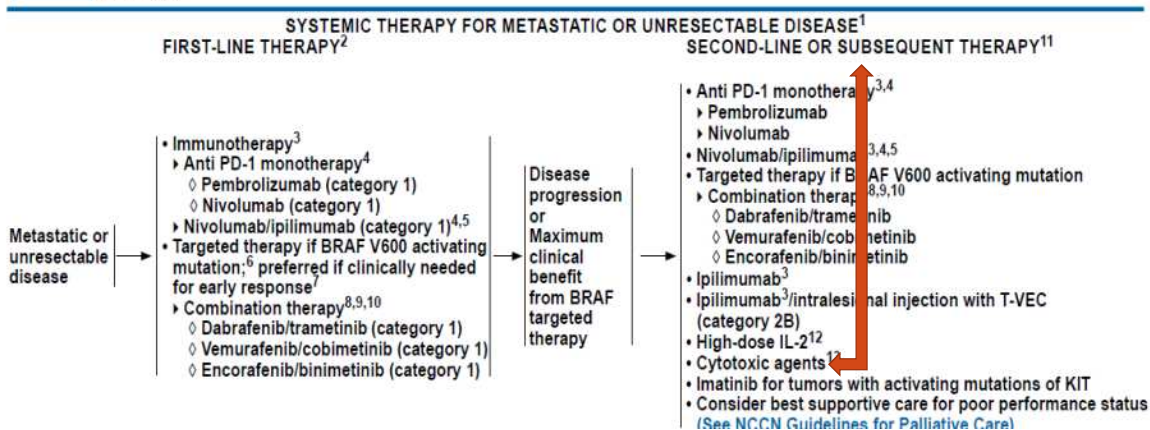 SYSTEMIC THERAPY FOR METASTATIC OR UNRESECTABLE DISEASE1
FIRST-LINE THERAPY2
Metastatic or
unresectable
disease
• Immunotherapy3
▸ Anti PD-1 monotherapy4
◊ Pembrolizumab (category 1)
◊ Nivolumab (category 1)
▸ Nivolumab/ipilimumab (category 1)4,5
• Targeted therapy if BRAF V600 activating
mutation;6 preferred if clinically needed
for early response7
▸ Combination therapy8,9,10
◊ Dabrafenib/trametinib (category 1)
◊ Vemurafenib/cobimetinib (category 1)
◊ Encorafenib/binimetinib (category 1)
Disease
progression
or
Maximum
clinical
benefit
from BRAF
targeted
therapy
SECOND-LINE OR SUBSEQUENT THERAPY11
• Anti PD-1 monotherapy3,4
▸ Pembrolizumab
▸ Nivolumab
• Nivolumab/ipilimumab3,4,5
• Targeted therapy if BRAF V600 activating mutation
▸ Combination therapy8,9,10
◊ Dabrafenib/trametinib
◊ Vemurafenib/cobimetinib
◊ Encorafenib/binimetinib
• Ipilimumab3
• Ipilimumab3/intralesional injection with T-VEC
(category 2B)
• High-dose IL-212
• Cytotoxic agents
• Imatinib for tumors with activating mutations of KIT
• Consider best supportive care for poor performance status
(See NCCN Guidelines for Palliative Care)